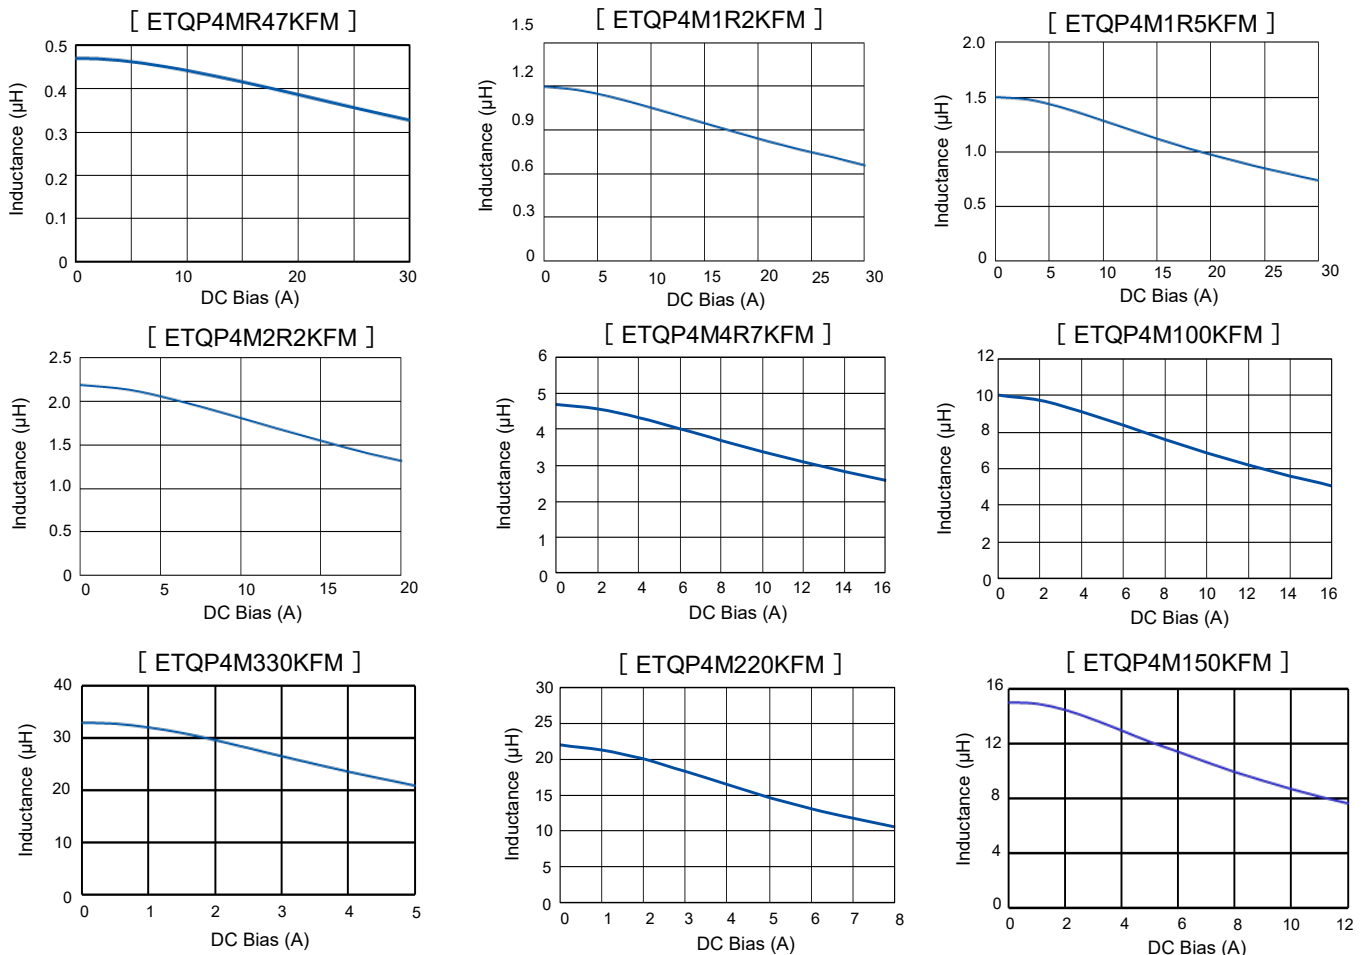 [ ETQP4MR47KFM ]
Inductance (µH)
0.5
0.4
0.3
0.2
0.1
0
0 10 20 30
DC Bias (A)
[ ETQP4M1R2KFM ]
Inductance (µH)
1.5
1.2
0.9
0.6
0.3
0
0 5 10 15 20 25 30
DC Bias (A)
[ ETQP4M1R5KFM ]
Inductance (µH)
2.0
1.5
1.0
0.5
0
0 5 10 15 20 25 30
DC Bias (A)
[ ETQP4M2R2KFM ]
Inductance (µH)
2.5
2.0
1.5
1.0
0.5
0
0 5 10 15 20
DC Bias (A)
[ ETQP4M4R7KFM ]
Inductance (µH)
6
5
4
3
2
1
0
0 2 4 6 8 10 12 14 16
DC Bias (A)
[ ETQP4M100KFM ]
Inductance (µH)
12
10
8
6
4
2
0
0 2 4 6 8 10 12 14 16
DC Bias (A)
[ ETQP4M330KFM ]
Inductance (µH)
40
30
20
10
0
0 1 2 3 4 5
DC Bias (A)
[ ETQP4M220KFM ]
Inductance (µH)
30
25
20
15
10
5
0
0 1 2 3 4 5 6 7 8
DC Bias (A)
[ ETQP4M150KFM ]
Inductance (µH)
16
12
8
4
0
0 2 4 6 8 10 12
DC Bias (A)